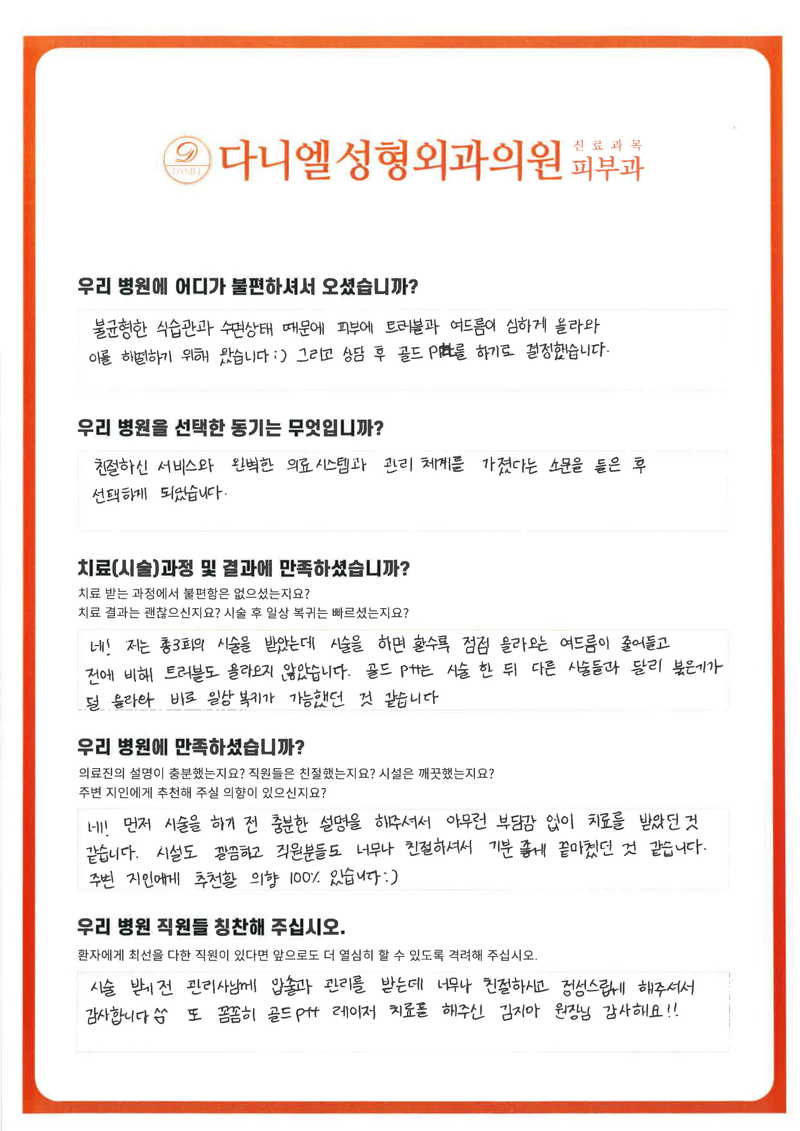 다니엘성형외과의원
진료과목
피부과
우리 병원에 어디가 불편하셔서 오셨습니까?
불균형한 식습관과 수면상태 때문에 피부에 트러블과 여드름이 심하게 올라와
이를 해결하기 위해 왔습니다:) 그리고 상담 후 골드 Ptt를 하기로 결정했습니다.
우리 병원을 선택한 동기는 무엇입니까?
친절하신 서비스와 완벽한 의료시스템과 관리 체계를 가졌다는 소문을 들은 후
선택하게 되었습니다.
치료(시술)과정 및 결과에 만족하셨습니까?
치료 받는 과정에서 불편함은 없으셨는지요?
치료 결과는 괜찮으신지요? 시술 후 일상 복귀는 빠르셨는지요?
네! 저는 총3회의 시술을 받았는데 시술을 하면 할수록 점점 올라오는 여드름이 줄어들고
전에 비해 트러블도 올라오지 않았습니다. 골드 Ptt는 시술 한 뒤 다른 시술들과 달리 붉은기가
덜 올라와 바로 일상 복귀가 가능했던 것 같습니다
우리 병원에 만족하셨습니까?
의료진의 설명이 충분했는지요? 직원들은 친절했는지요? 시설은 깨끗했는지요?
주변 지인에게 추천해 주실 의향이 있으신지요?
네! 먼저 시술을 하기 전 충분한 설명을 해주셔서 아무런 부담감 없이 치료를 받았던 것
같습니다. 시설도 깔끔하고 직원분들도 너무나 친절하셔서 기분 좋게 끝마쳤던 것 같습니다.
주변 지인에게 추천할 의향 100% 있습니다:)
우리 병원 직원들 칭찬해 주십시오.
환자에게 최선을 다한 직원이 있다면 앞으로도 더 열심히 할 수 있도록 격려해 주십시오.
시술 받기전 관리사님께 압출과 관리를 받는데 너무나 친절하시고 정성스럽게 해주셔서
감사합니다 또 꼼꼼히 골드 Ptt 레이저 치료를 해주신 김지아 원장님 감사해요!!